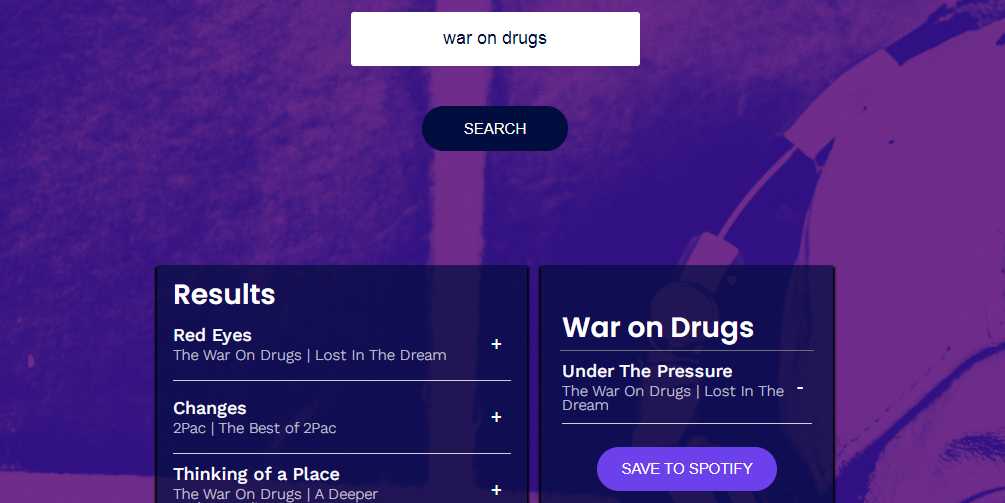 war on drugs
SEARCH
Results
Red Eyes
The War On Drugs | Lost In The Dream
+
Changes
2Pac | The Best of 2Pac
+
Thinking of a Place
The War On Drugs | A Deeper
+
War on Drugs
Under The Pressure
The War On Drugs | Lost In The
Dream
-
SAVE TO SPOTIFY